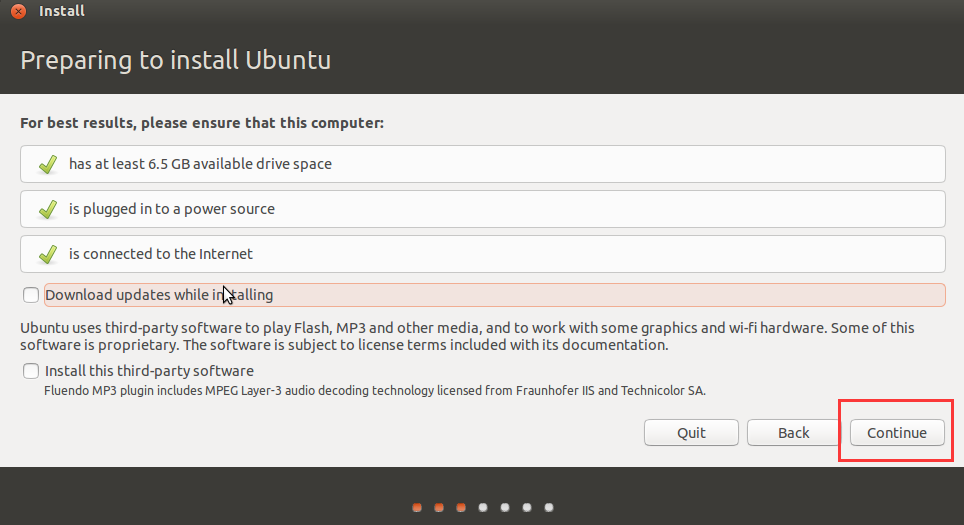 Install
Preparing to install Ubuntu
For best results, please ensure that this computer:
has at least 6.5 GB available drive space
is plugged in to a power source
is connected to the Internet
Download updates while installing
Ubuntu uses third-party software to play Flash, MP3 and other media, and to work with some graphics and wi-fi hardware. Some of this
software is proprietary. The software is subject to license terms included with its documentation.
Install this third-party software
Fluendo MP3 plugin includes MPEG Layer-3 audio decoding technology licensed from Fraunhofer IIS and Technicolor SA.
Quit
Back
Continue